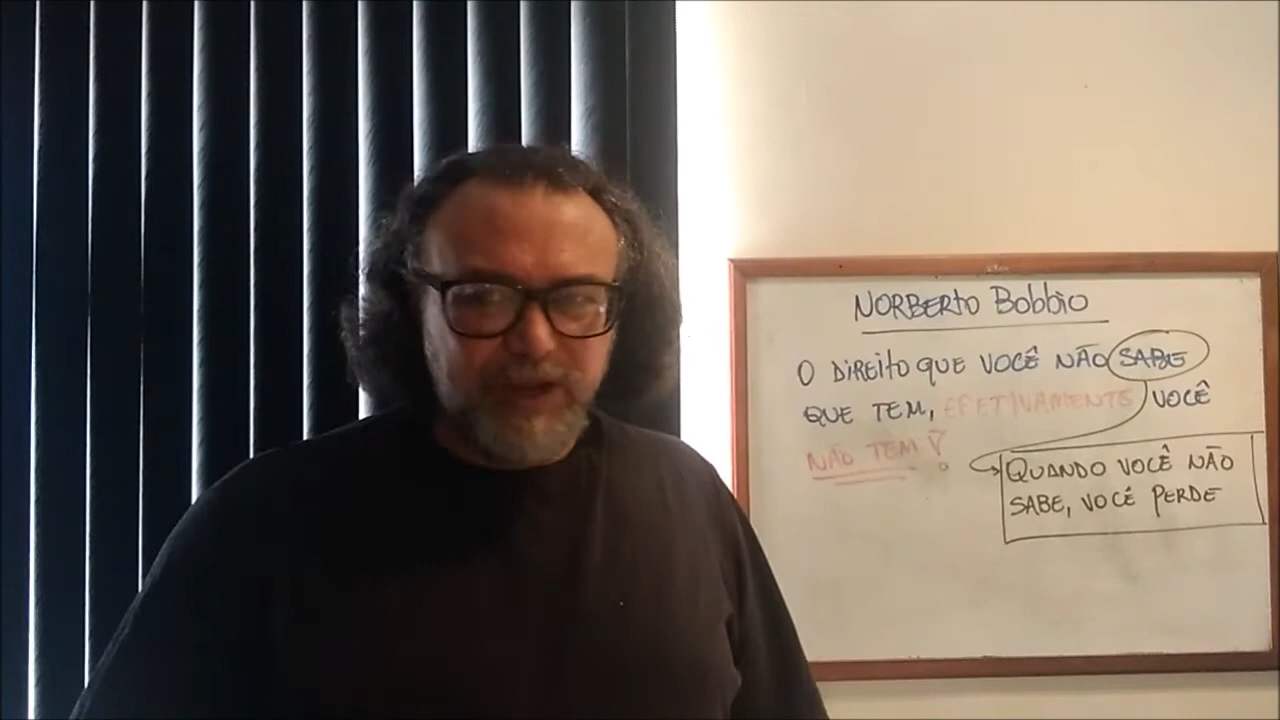 NORBERTO BobbIO
O DIREITO QUE VOCÊ NÃO SABE
QUE TEM, EFETIVAMENTE VOCÊ
NÃO TEM!
QUANDO VOCÊ NÃO
SABE, VOCÊ PERDE